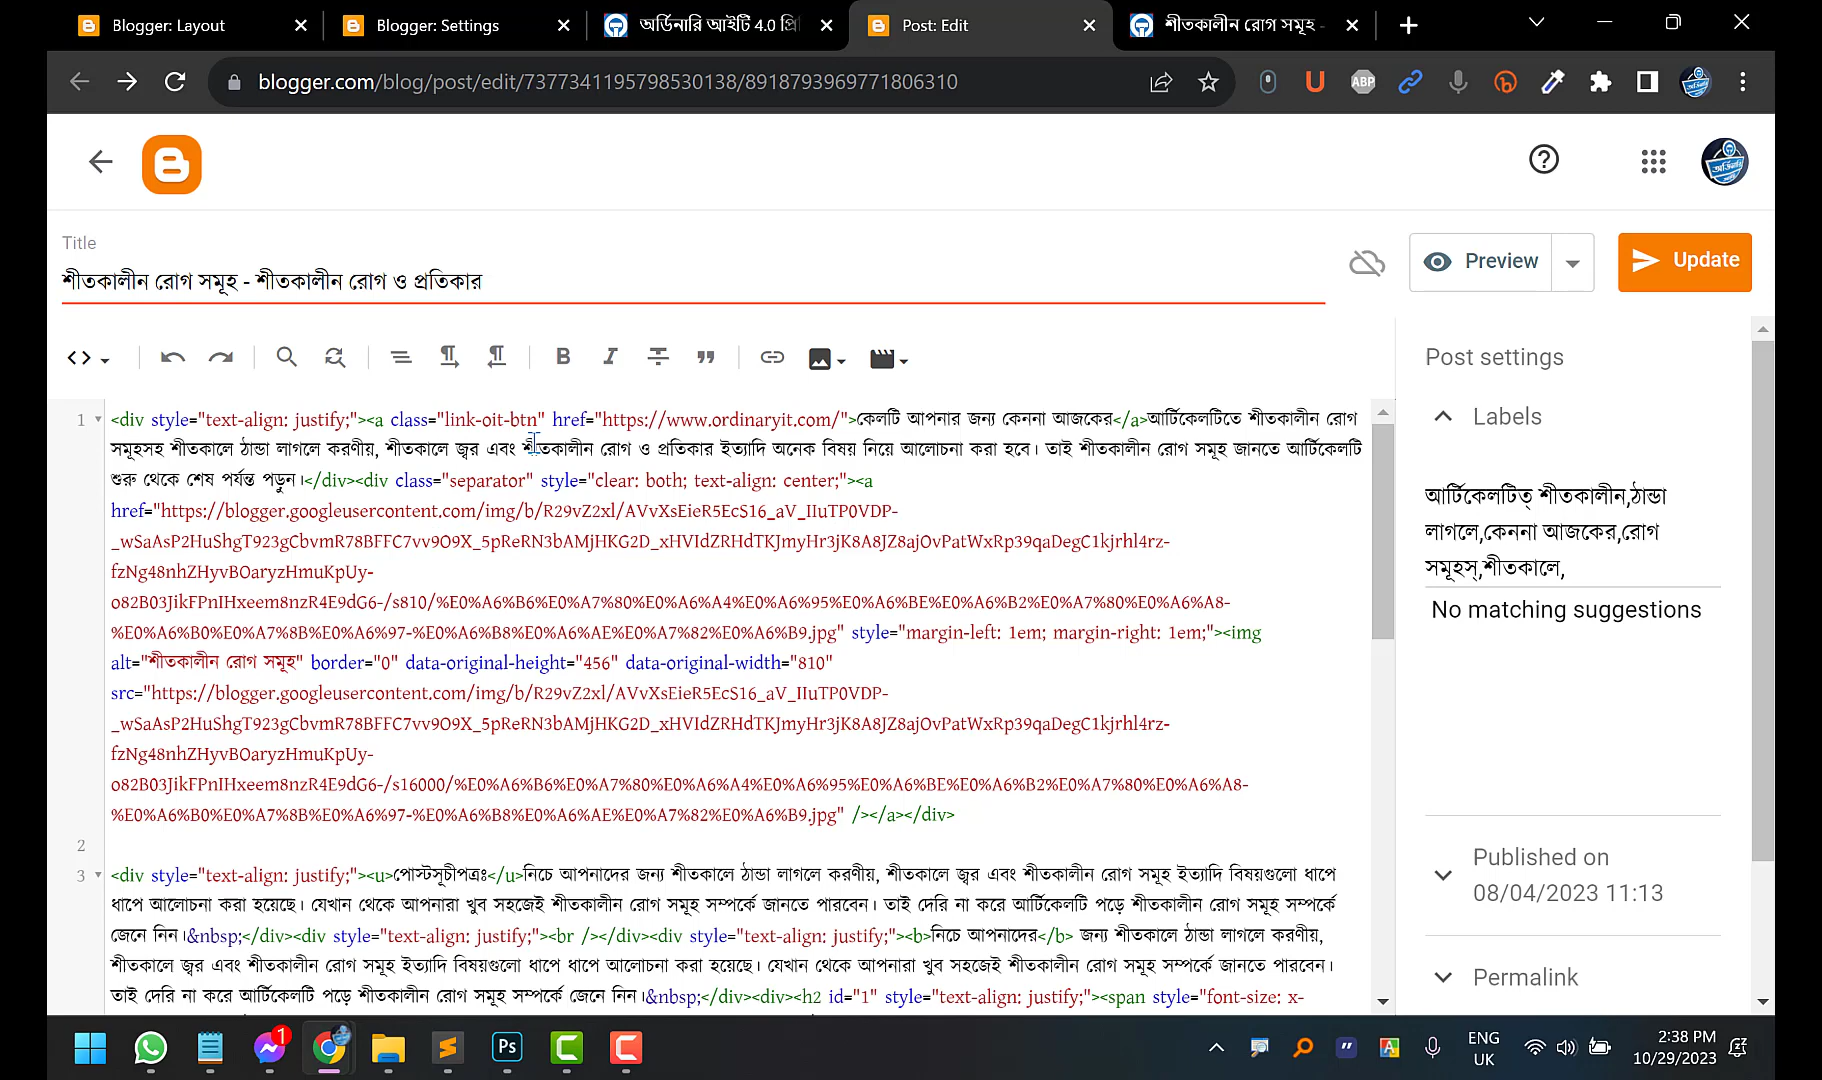 Blogger: Layout
Blogger: Settings
অর্ডিনারি আইটি 4.0 প্রি
Post: Edit
শীতকালীন রোগ সমূহ -
blogger.com/blog/post/edit/7377341195798530138/8918793969771806310
ABP
Title
শীতকালীন রোগ সমূহ - শীতকালীন রোগ ও প্রতিকার
Preview
Update
Post settings
1 <div style="text-align: justify;"><a class="link-oit-btn" href="https://www.ordinaryit.com/">কেলটি আপনার জন্য কেননা আজকের</a>আর্টিকেলটিতে শীতকালীন রোগ
সমূহসহ শীতকালে ঠান্ডা লাগলে করণীয়, শীতকালে জ্বর এবং শীতকালীন রোগ ও প্রতিকার ইত্যাদি অনেক বিষয় নিয়ে আলোচনা করা হবে। তাই শীতকালীন রোগ সমূহ জানতে আর্টিকেলটি
শুরু থেকে শেষ পর্যন্ত পড়ুন।</div><div class="separator" style="clear: both; text-align: center;"><a
href="https://blogger.googleusercontent.com/img/b/R29vZ2xl/AVvXsEieR5EcS16_aV_IIuTP0VDP-
_wSaAsP2HuShgT923gCbvmR78BFFC7vv9O9X_5pReRN3bAMjHKG2D_xHVIdZRHdTKJmyHr3jK8A8JZ8ajOvPatWxRp39qaDegC1kjrhl4rz-
fzNg48nhZHyvBOaryzHmuKpUy-
o82B03JikFPnIHxeem8nzR4E9dG6-/s810/%E0%A6%B6%E0%A7%80%E0%A6%A4%E0%A6%95%E0%A6%BE%E0%A6%B2%E0%A7%80%E0%A6%A8-
%E0%A6%B0%E0%A7%8B%E0%A6%97-%E0%A6%B8%E0%A6%AE%E0%A7%82%E0%A6%B9.jpg" style="margin-left: 1em; margin-right: 1em;"><img
alt="শীতকালীন রোগ সমূহ" border="0" data-original-height="456" data-original-width="810"
src="https://blogger.googleusercontent.com/img/b/R29vZ2xl/AVvXsEieR5EcS16_aV_IIuTP0VDP-
_wSaAsP2HuShgT923gCbvmR78BFFC7vv9O9X_5pReRN3bAMjHKG2D_xHVIdZRHdTKJmyHr3jK8A8JZ8ajOvPatWxRp39qaDegC1kjrhl4rz-
fzNg48nhZHyvBOaryzHmuKpUy-
o82B03JikFPnIHxeem8nzR4E9dG6-/s16000/%E0%A6%B6%E0%A7%80%E0%A6%A4%E0%A6%95%E0%A6%BE%E0%A6%B2%E0%A7%80%E0%A6%A8-
%E0%A6%B0%E0%A7%8B%E0%A6%97-%E0%A6%B8%E0%A6%AE%E0%A7%82%E0%A6%B9.jpg" /></a></div>
2
3 <div style="text-align: justify;"><u>পোস্টসূচীপত্রঃ</u>নিচে আপনাদের জন্য শীতকালে ঠান্ডা লাগলে করণীয়, শীতকালে জ্বর এবং শীতকালীন রোগ সমূহ ইত্যাদি বিষয়গুলো ধাপে
ধাপে আলোচনা করা হয়েছে। যেখান থেকে আপনারা খুব সহজেই শীতকালীন রোগ সমূহ সম্পর্কে জানতে পারবেন। তাই দেরি না করে আর্টিকেলটি পড়ে শীতকালীন রোগ সমূহ সম্পর্কে
জেনে নিন।&nbsp;</div><div style="text-align: justify;"><br /></div><div style="text-align: justify;"><b>নিচে আপনাদের</b> জন্য শীতকালে ঠান্ডা লাগলে করণীয়,
শীতকালে জ্বর এবং শীতকালীন রোগ সমূহ ইত্যাদি বিষয়গুলো ধাপে ধাপে আলোচনা করা হয়েছে। যেখান থেকে আপনারা খুব সহজেই শীতকালীন রোগ সমূহ সম্পর্কে জানতে পারবেন।
তাই দেরি না করে আর্টিকেলটি পড়ে শীতকালীন রোগ সমূহ সম্পর্কে জেনে নিন।&nbsp;</div><div><h2 id="1" style="text-align: justify;"><span style="font-size: x-
Labels
আর্টিকেলটিত্ শীতকালীন,ঠান্ডা
লাগলে,কেননা আজকের,রোগ
সমূহস্,শীতকালে,
No matching suggestions
Published on
08/04/2023 11:13
Permalink
1
Ps
ENG
UK
2:38 PM
10/29/2023